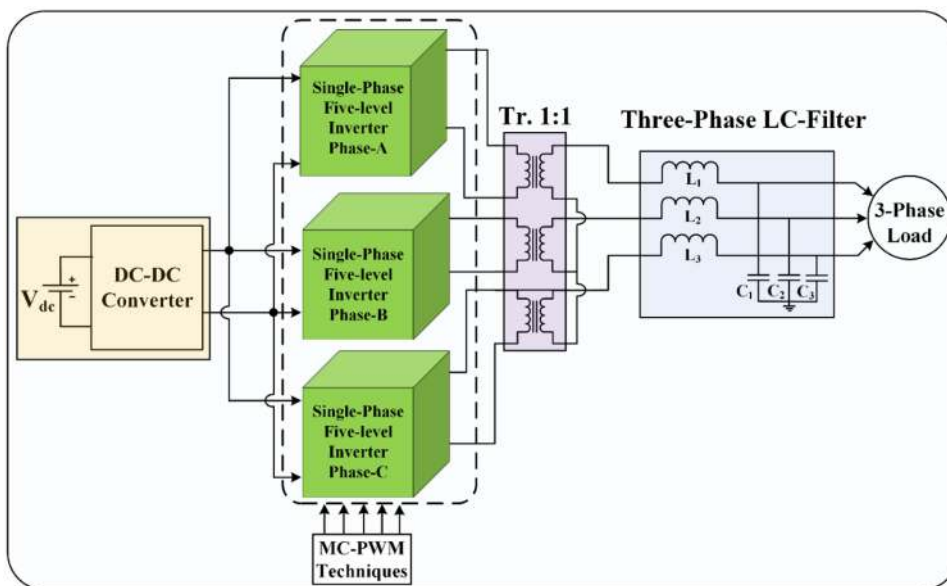 Single-Phase
Five-level
Inverter
Phase-A
Tr. 1:1
Three-Phase LC-Filter
L1
L2
L3
3-Phase
Load
C1 C2 C3
Vdc
+
-
DC-DC
Converter
Single-Phase
Five-level
Inverter
Phase-B
Single-Phase
Five-level
Inverter
Phase-C
MC-PWM
Techniques